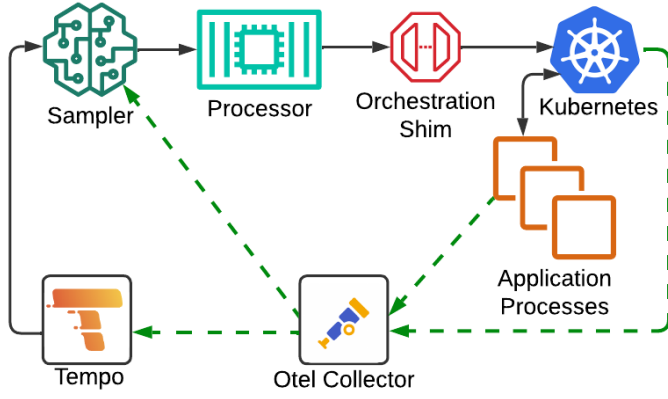 Sampler
Processor
Orchestration
Shim
Kubernetes
Application
Processes
Tempo
Otel Collector